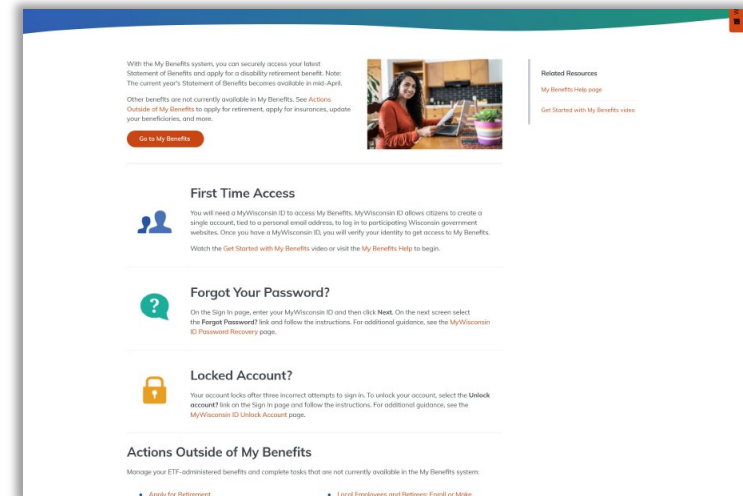 With the My Benefits system, you can securely access your latest
Statement of Benefits and apply for a disability retirement benefit. Note:
The current year's Statement of Benefits becomes available in mid-April.
Other benefits are not currently available in My Benefits. See Actions
Outside of My Benefits to apply for retirement, apply for insurances, update
your beneficiaries, and more.
Go to My Benefits
Related Resources
My Benefits Help page
Get Started with My Benefits video
First Time Access
You will need a MyWisconsin ID to access My Benefits. MyWisconsin ID allows citizens to create a
single account, tied to a personal email address, to log in to participating Wisconsin government
websites. Once you have a MyWisconsin ID, you will verify your identity to get access to My Benefits.
Watch the Get Started with My Benefits video or visit the My Benefits Help to begin.
Forgot Your Password?
On the Sign In page, enter your MyWisconsin ID and then click Next. On the next screen select
the Forgot Password? link and follow the instructions. For additional guidance, see the MyWisconsin
ID Password Recovery page.
Locked Account?
Your account locks after three incorrect attempts to sign in. To unlock your account, select the Unlock
account? link on the Sign In page and follow the instructions. For additional guidance, see the
MyWisconsin ID Unlock Account page.
Actions Outside of My Benefits
Manage your ETF-administered benefits and complete tasks that are not currently available in the My Benefits system:
Apply for Retirement
Local Employees and Retirees: Enroll or Make